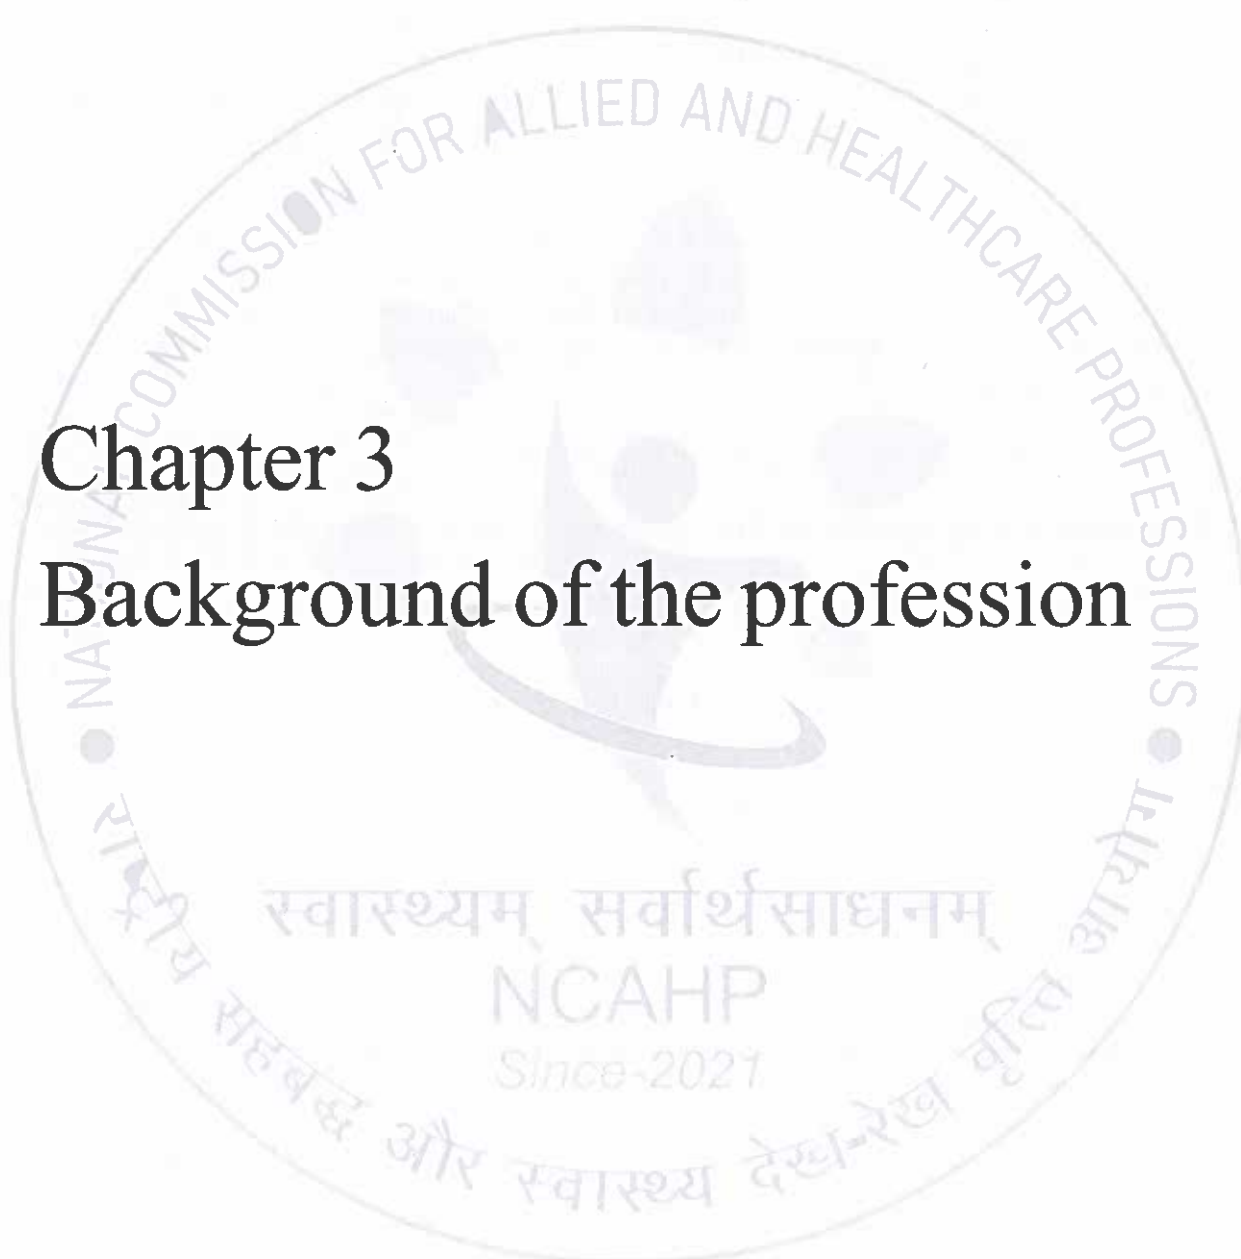 NATIONAL COMMISSION FOR ALLIED AND HEALTHCARE PROFESSIONS
Chapter 3
Background of the profession
स्वास्थ्यम् सर्वार्थसाधनम्
NCAHP
Since-2021
राष्ट्रीय सहबद्ध और स्वास्थ्य देख-रेख वृत्ति आयोग